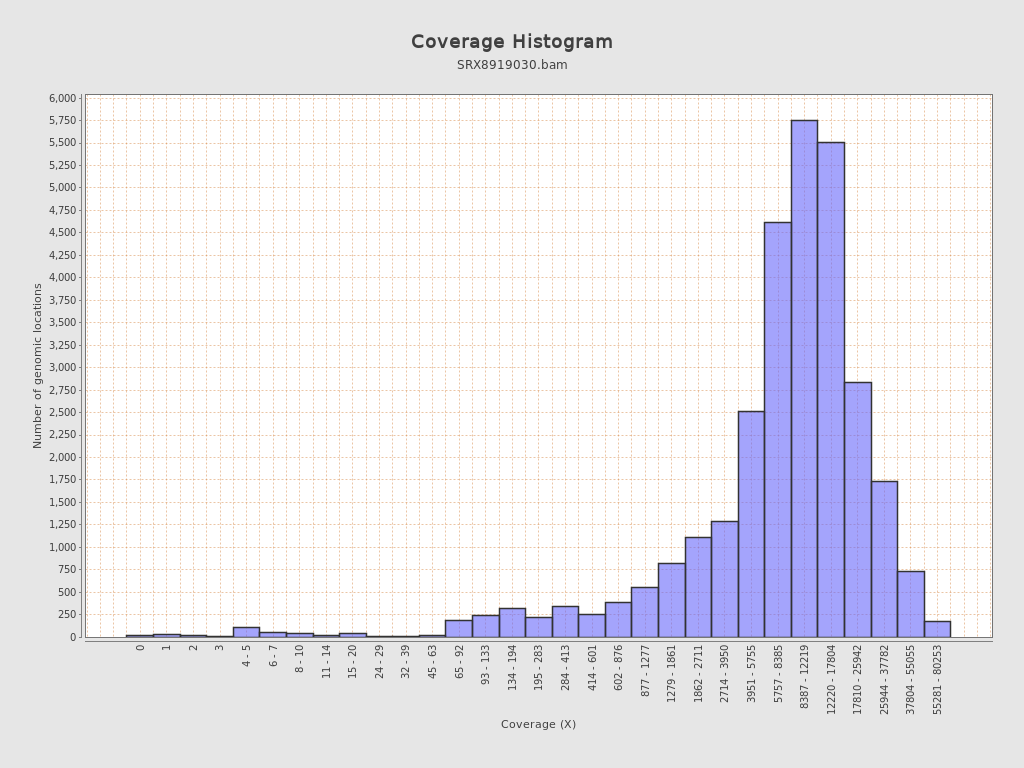 Coverage Histogram
SRX8919030.bam
6,000
5,750
5,500
5,250
5,000
4,750
4,500
4,250
4,000
3,750
3,500
3,250
3,000
2,750
2,500
2,250
2,000
1,750
1,500
1,250
1,000
750
500
250
0
Number of genomic locations
0
1
2
3
4 - 5
6 - 7
8 - 10
11 - 14
15 - 20
24 - 29
32 - 39
45 - 63
65 - 92
93 - 133
134 - 194
195 - 283
284 - 413
414 - 601
602 - 876
877 - 1277
1279 - 1861
1862 - 2711
2714 - 3950
3951 - 5755
5757 - 8385
8387 - 12219
12220 - 17804
17810 - 25942
25944 - 37782
37804 - 55055
55281 - 80253
Coverage (X)